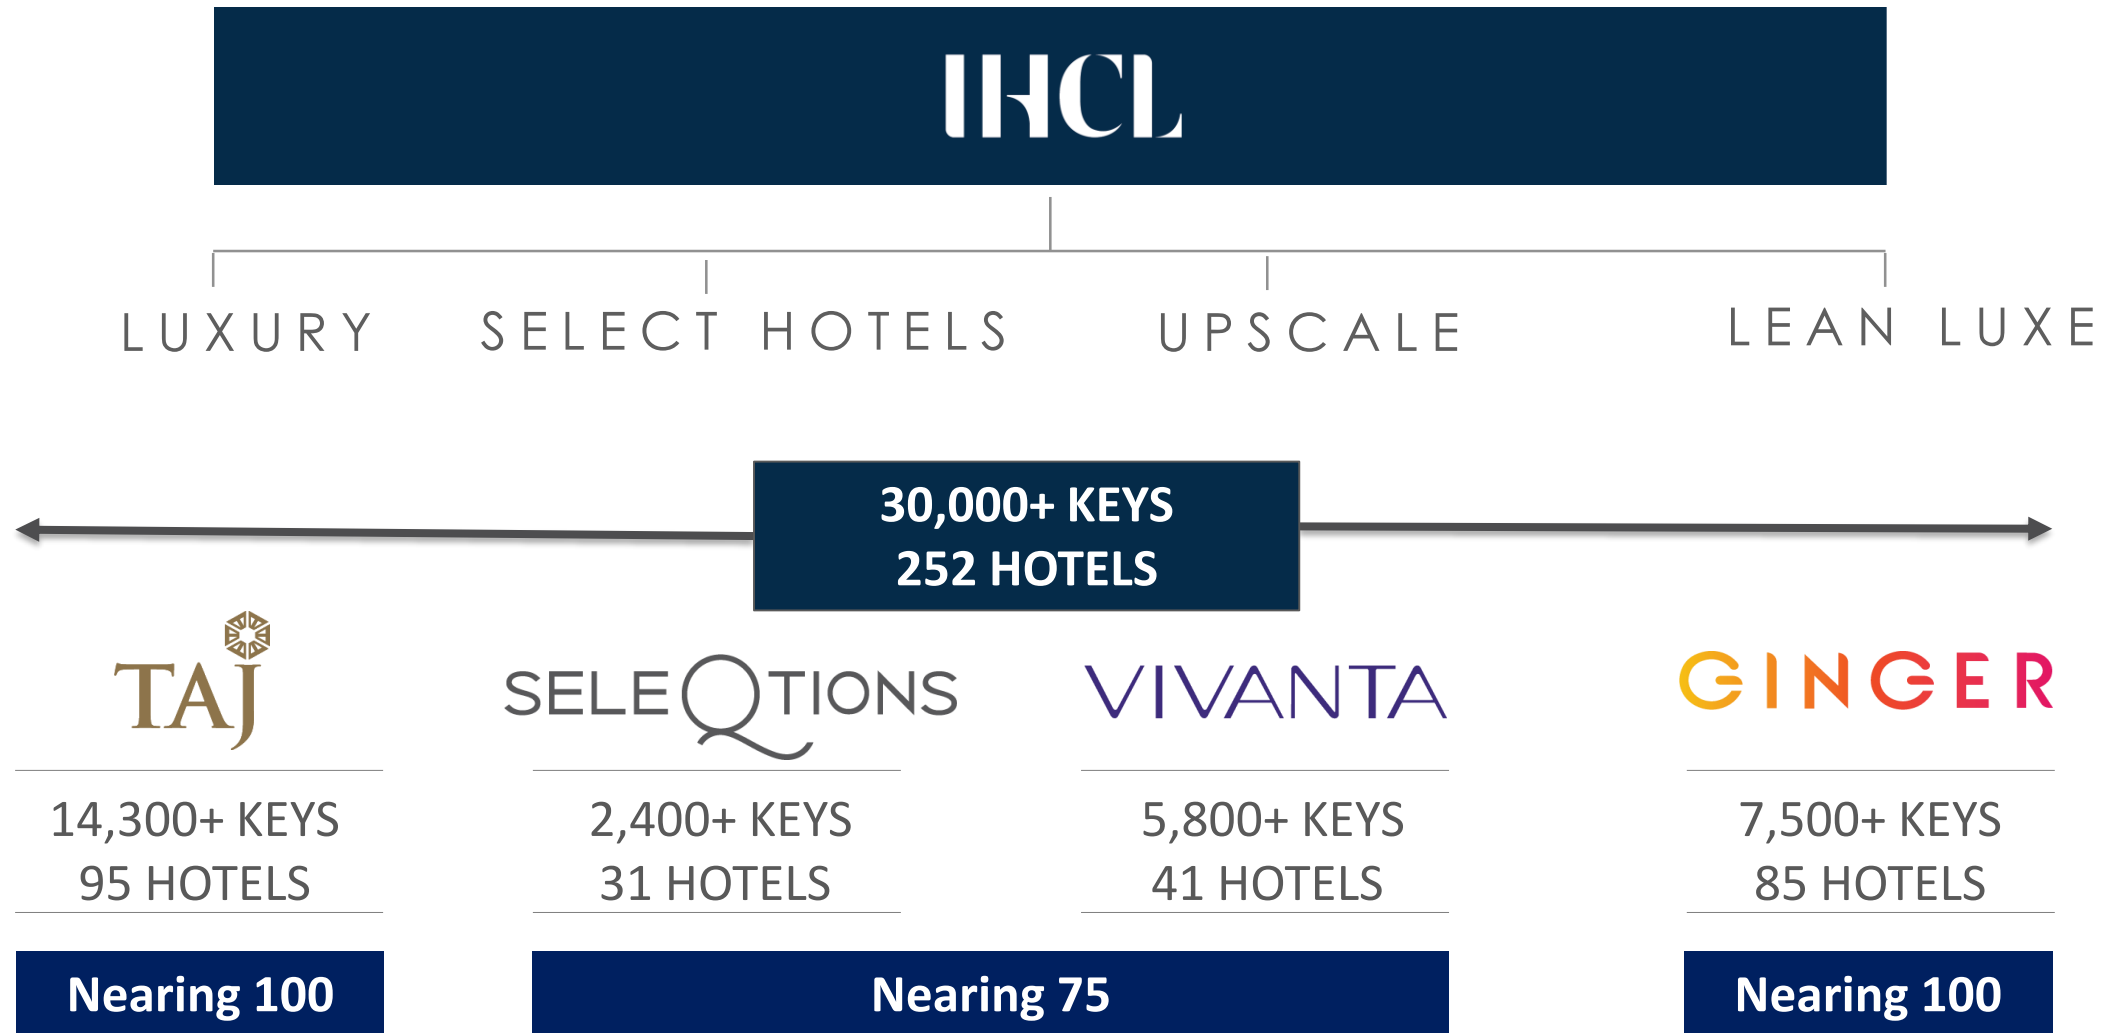 IHCL
LUXURY
SELECT HOTELS
UPSCALE
LEAN LUXE
30,000+ KEYS
252 HOTELS
TAJ
SELEQTIONS
VIVANTA
GINGER
14,300+ KEYS
95 HOTELS
2,400+ KEYS
31 HOTELS
5,800+ KEYS
41 HOTELS
7,500+ KEYS
85 HOTELS
Nearing 100
Nearing 75
Nearing 100